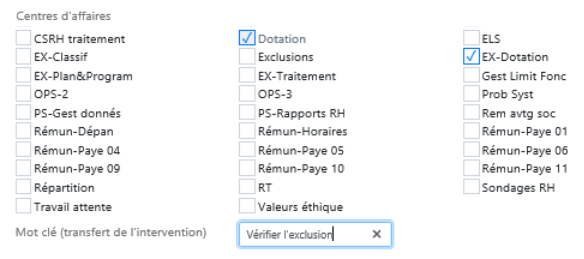 Centres d'affaires
CSRH traitement Dotation ELS
EX-Classif Exclusions EX-Dotation
EX-Plan&Program EX-Traitement Gest Limit Fonc
OPS-2 OPS-3 Prob Syst
PS-Gest donnés PS-Rapports RH Rem avtg soc
Rémun-Dépan Rémun-Horaires Rémun-Paye 01
Rémun-Paye 04 Rémun-Paye 05 Rémun-Paye 06
Rémun-Paye 09 Rémun-Paye 10 Rémun-Paye 11
Répartition RT Sondages RH
Travail attente Valeurs éthique
Mot clé (transfert de l'intervention) Vérifier l'exclusion